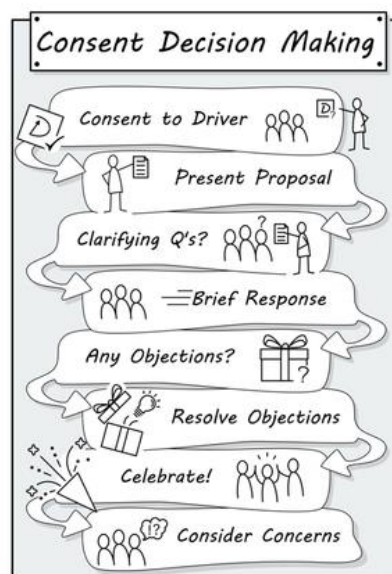 Consent Decision Making
D
D?
Consent to Driver
Present Proposal
Clarifying Q's?
?
Brief Response
Any Objections?
?
Resolve Objections
Celebrate!
!?
Consider Concerns